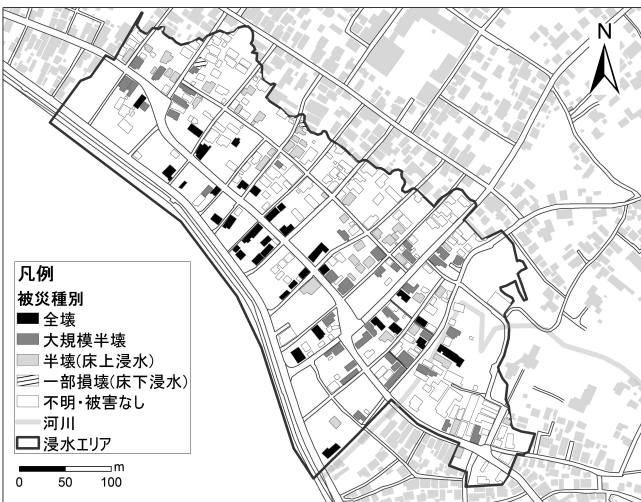 N
凡例
被災種別
全壊
大規模半壊
半壊(床上浸水)
一部損壊(床下浸水)
不明・被害なし
河川
浸水エリア
m
0 50 100